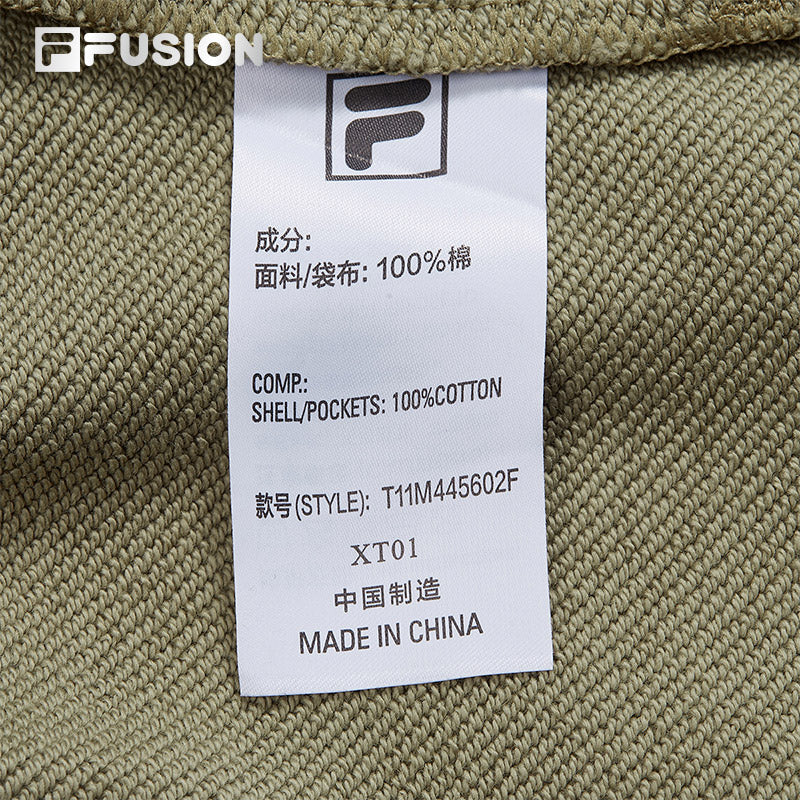 FUSION
F
成分:
面料/袋布: 100%棉
COMP.:
SHELL/POCKETS: 100%COTTON
款号(STYLE): T11M445602F
XT01
中国制造
MADE IN CHINA